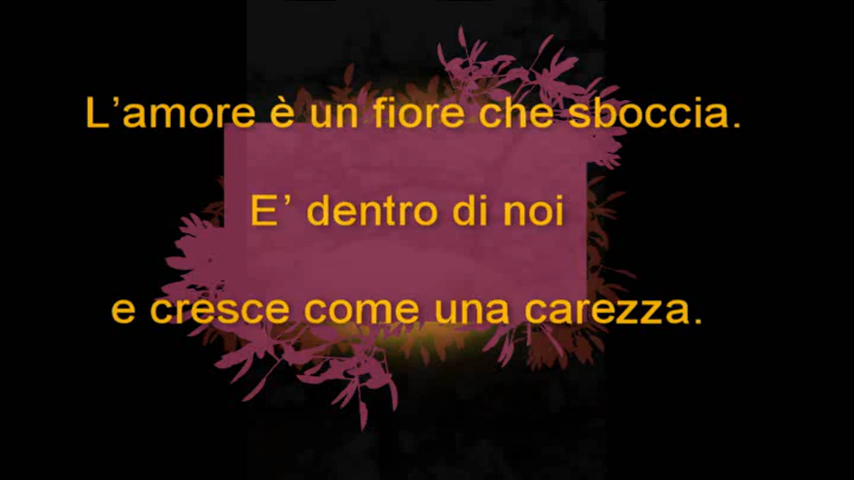 L’amore è un fiore che sboccia.
E’ dentro di noi
e cresce come una carezza.